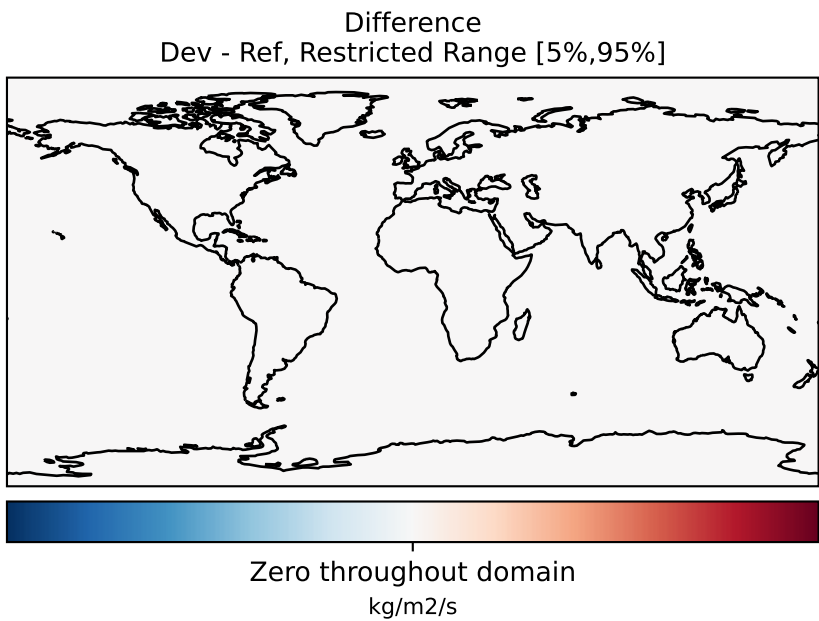 Difference
Dev - Ref, Restricted Range [5%,95%]
Zero throughout domain
kg/m2/s